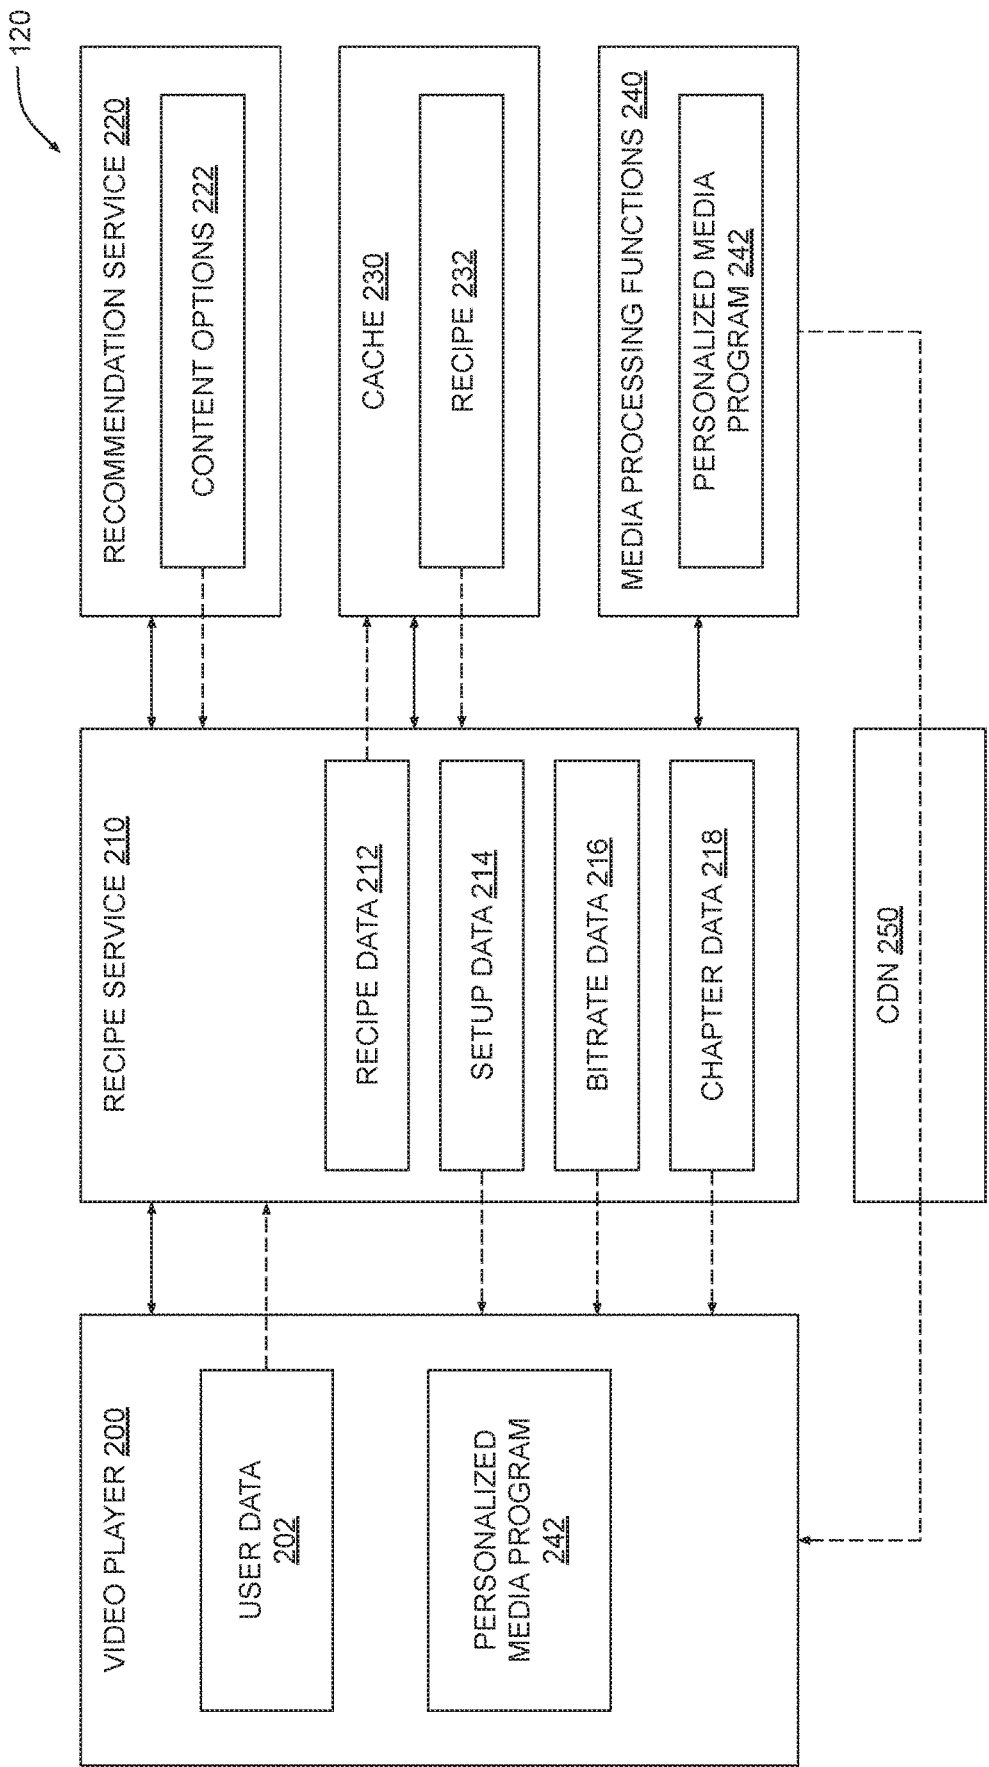 120
VIDEO PLAYER 200
USER DATA
202
PERSONALIZED
MEDIA PROGRAM
242
RECIPE SERVICE 210
RECIPE DATA 212
SETUP DATA 214
BITRATE DATA 216
CHAPTER DATA 218
RECOMMENDATION SERVICE 220
CONTENT OPTIONS 222
CACHE 230
RECIPE 232
MEDIA PROCESSING FUNCTIONS 240
PERSONALIZED MEDIA
PROGRAM 242
CDN 250